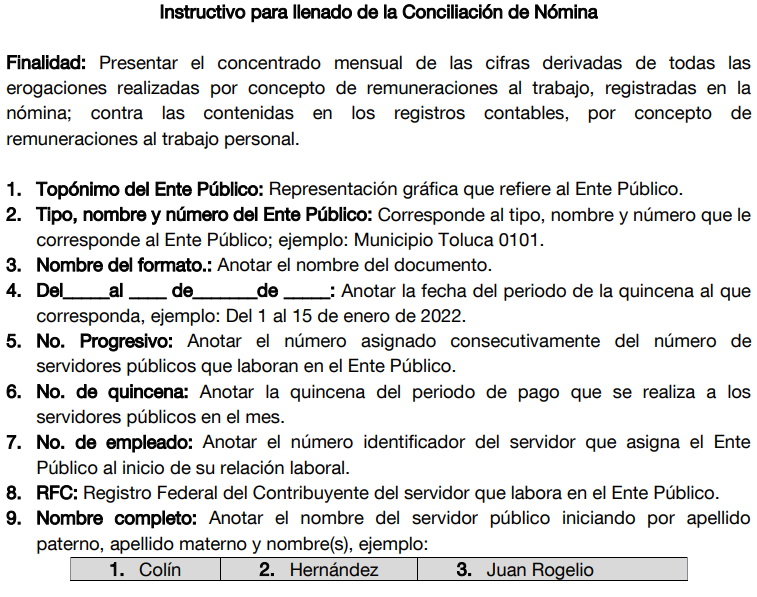 Instructivo para llenado de la Conciliación de Nómina
Finalidad: Presentar el concentrado mensual de las cifras derivadas de todas las
erogaciones realizadas por concepto de remuneraciones al trabajo, registradas en la
nómina; contra las contenidas en los registros contables, por concepto de
remuneraciones al trabajo personal.
1. Topónimo del Ente Público: Representación gráfica que refiere al Ente Público.
2. Tipo, nombre y número del Ente Público: Corresponde al tipo, nombre y número que le
corresponde al Ente Público; ejemplo: Municipio Toluca 0101.
3. Nombre del formato.: Anotar el nombre del documento.
4. Del_____al ____ de_______de _____: Anotar la fecha del periodo de la quincena al que
corresponda, ejemplo: Del 1 al 15 de enero de 2022.
5. No. Progresivo: Anotar el número asignado consecutivamente del número de
servidores públicos que laboran en el Ente Público.
6. No. de quincena: Anotar la quincena del periodo de pago que se realiza a los
servidores públicos en el mes.
7. No. de empleado: Anotar el número identificador del servidor que asigna el Ente
Público al inicio de su relación laboral.
8. RFC: Registro Federal del Contribuyente del servidor que labora en el Ente Público.
9. Nombre completo: Anotar el nombre del servidor público iniciando por apellido
paterno, apellido materno y nombre(s), ejemplo:
1. Colín 2. Hernández 3. Juan Rogelio